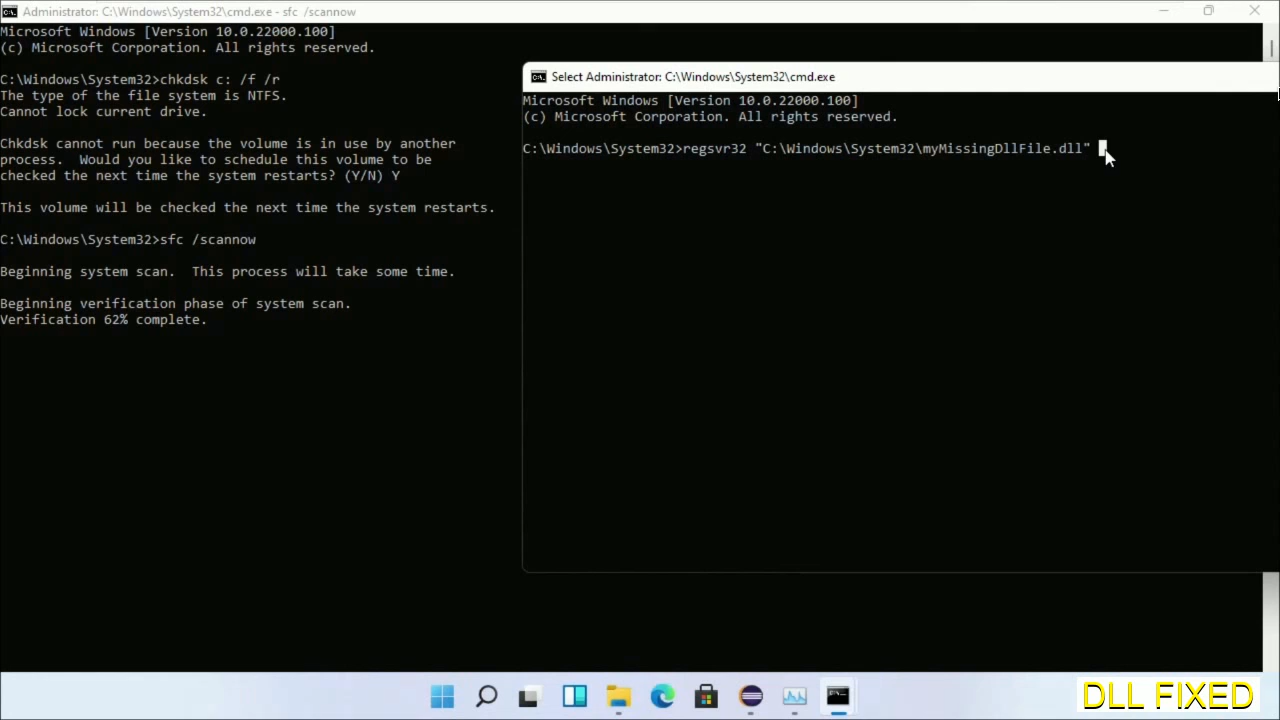 Administrator: C:\Windows\System32\cmd.exe - sfc /scannow
Microsoft Windows [Version 10.0.22000.100]
(c) Microsoft Corporation. All rights reserved.
C:\Windows\System32>chkdsk c: /f /r
The type of the file system is NTFS.
Cannot lock current drive.
Chkdsk cannot run because the volume is in use by another
process.  Would you like to schedule this volume to be
checked the next time the system restarts? (Y/N) Y
This volume will be checked the next time the system restarts.
C:\Windows\System32>sfc /scannow
Beginning system scan.  This process will take some time.
Beginning verification phase of system scan.
Verification 62% complete.
Select Administrator: C:\Windows\System32\cmd.exe
Microsoft Windows [Version 10.0.22000.100]
(c) Microsoft Corporation. All rights reserved.
C:\Windows\System32>regsvr32 "C:\Windows\System32\myMissingDllFile.dll"
DLL FIXED